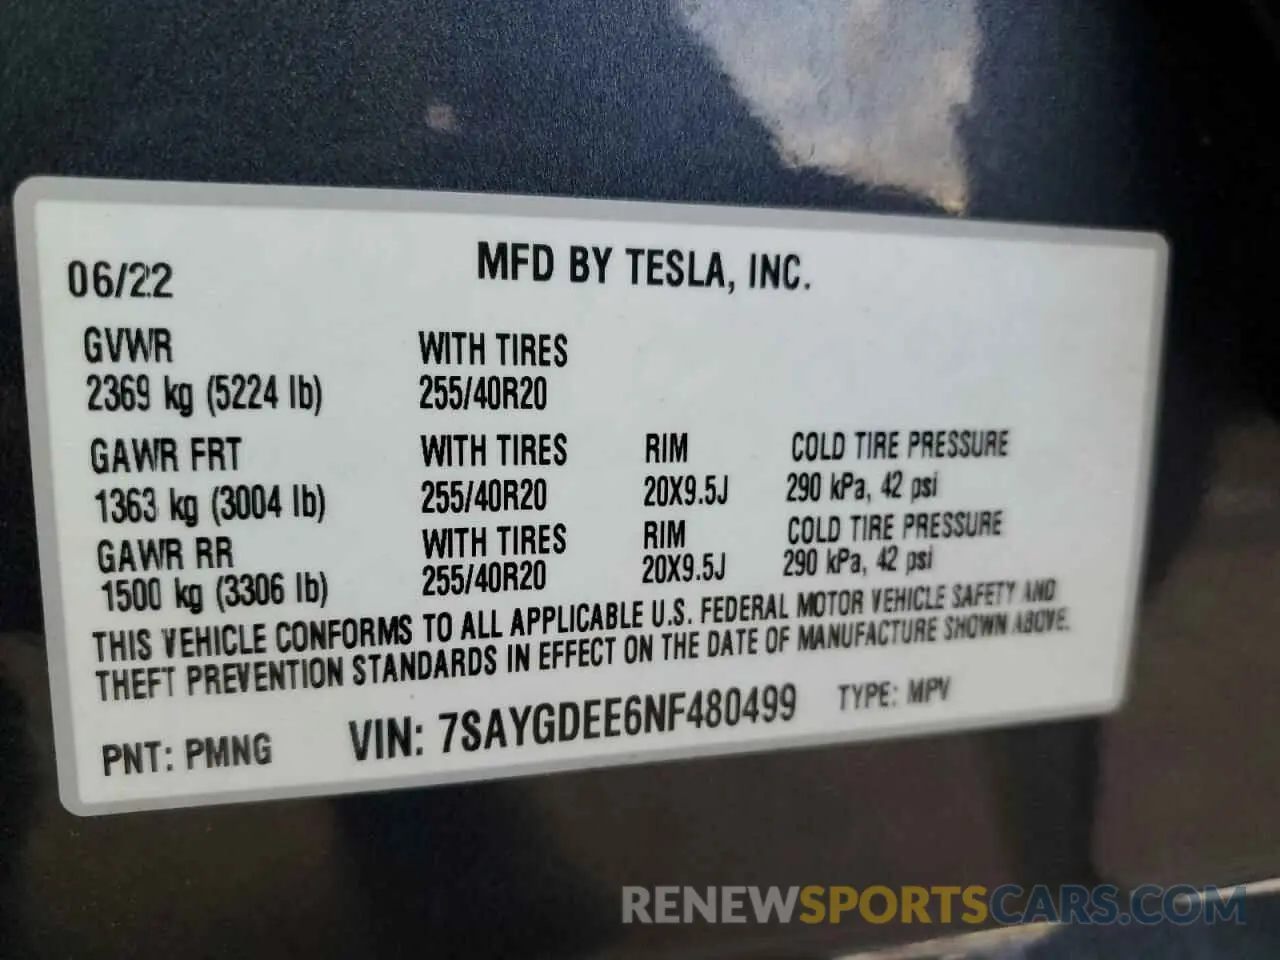 06/22 MFD BY TESLA, INC.
GVWR WITH TIRES
2369 kg (5224 lb) 255/40R20
GAWR FRT WITH TIRES RIM COLD TIRE PRESSURE
1363 kg (3004 lb) 255/40R20 20X9.5J 290 kPa, 42 psi
GAWR RR WITH TIRES RIM COLD TIRE PRESSURE
1500 kg (3306 lb) 255/40R20 20X9.5J 290 kPa, 42 psi
THIS VEHICLE CONFORMS TO ALL APPLICABLE U.S. FEDERAL MOTOR VEHICLE SAFETY AND
THEFT PREVENTION STANDARDS IN EFFECT ON THE DATE OF MANUFACTURE SHOWN ABOVE.
PNT: PMNG VIN: 7SAYGDEE6NF480499 TYPE: MPV
RENEWSPORTSCARS.COM